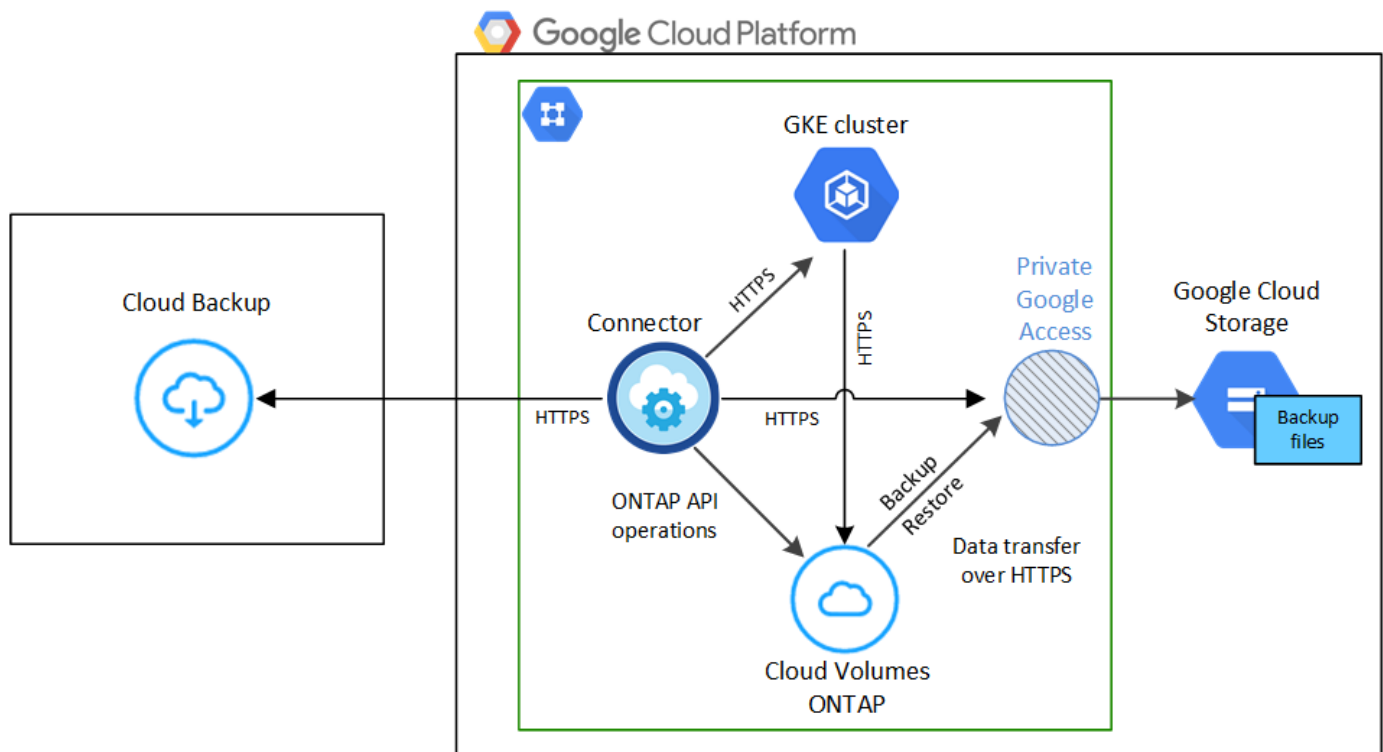 Google Cloud Platform
GKE cluster
Private
Google
Access
Google Cloud
Storage
Cloud Backup
Connector
HTTPS
HTTPS
HTTPS
HTTPS
Backup
files
ONTAP API
operations
Backup
Restore
Data transfer
over HTTPS
Cloud Volumes
ONTAP